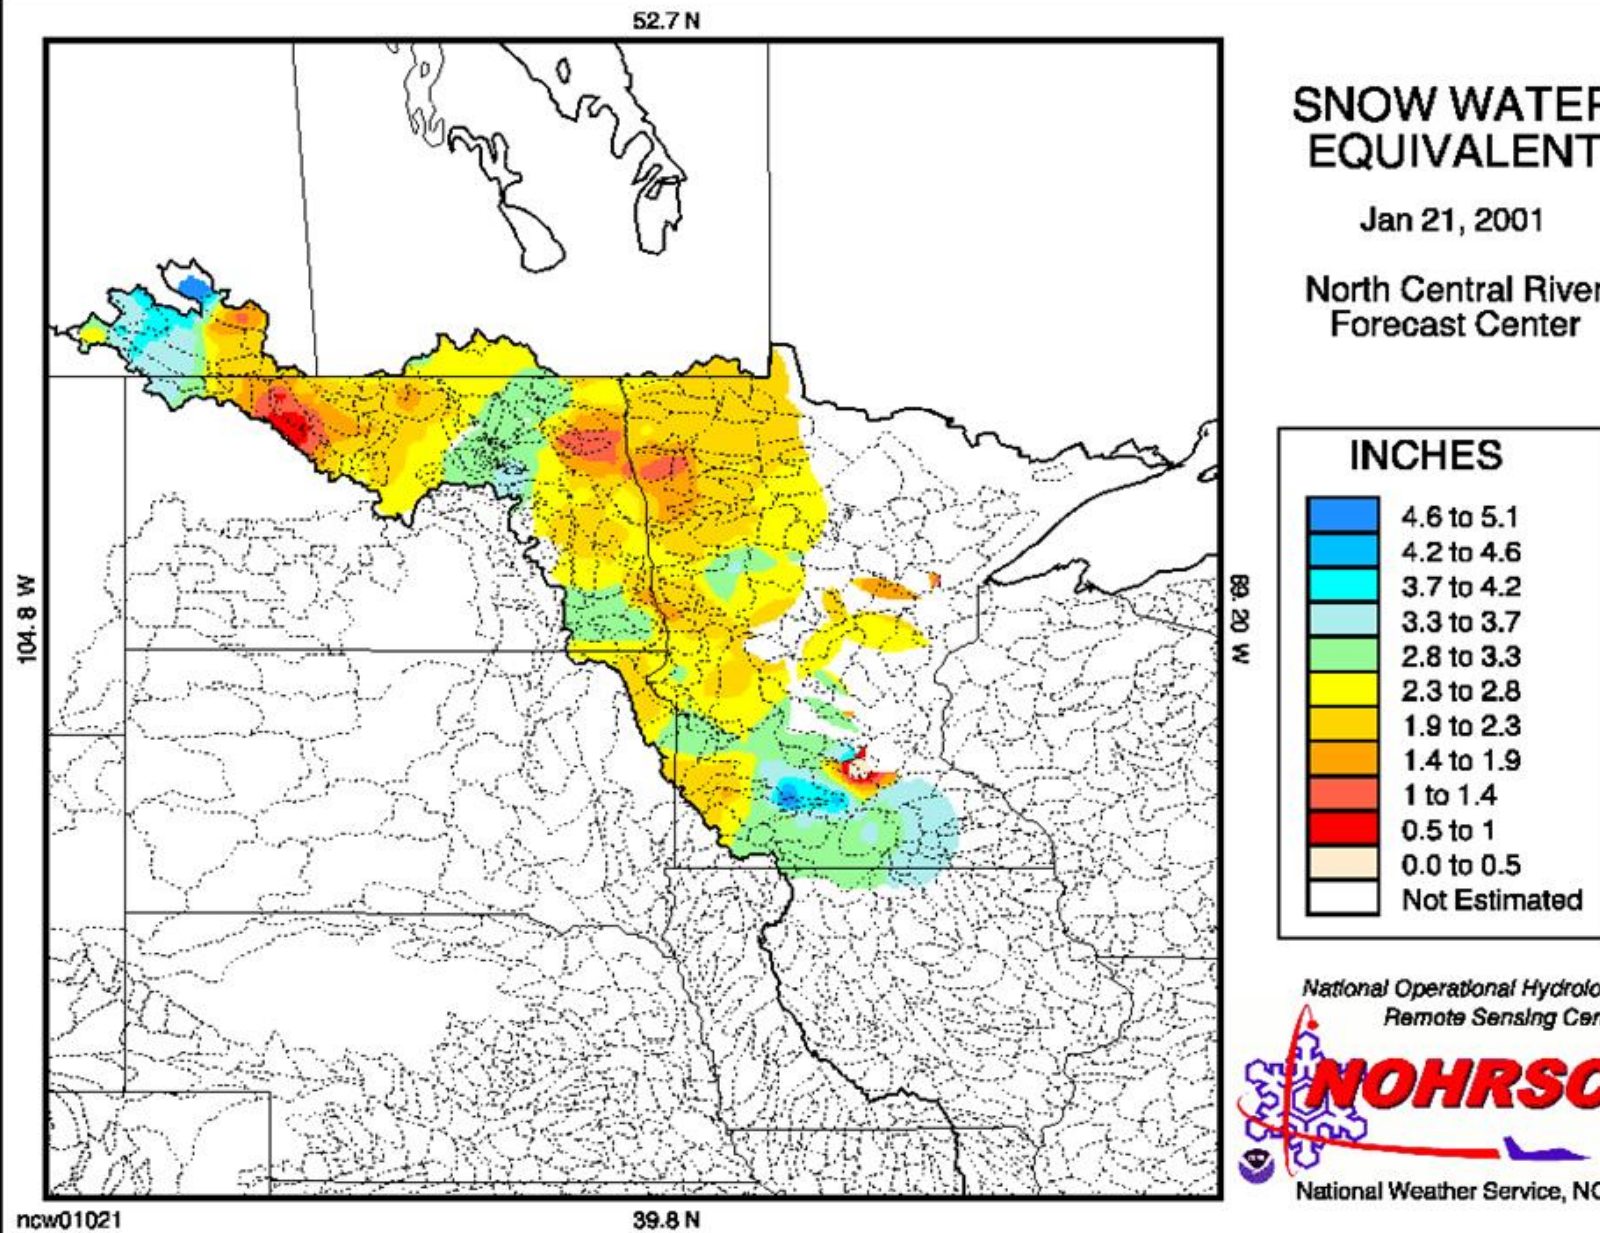 52.7 N
SNOW WATER
EQUIVALENT
Jan 21, 2001
North Central River
Forecast Center
104.8 W
89.20 W
INCHES
4.6 to 5.1
4.2 to 4.6
3.7 to 4.2
3.3 to 3.7
2.8 to 3.3
2.3 to 2.8
1.9 to 2.3
1.4 to 1.9
1 to 1.4
0.5 to 1
0.0 to 0.5
Not Estimated
National Operational Hydrolo
Remote Sensing Cen
NOHRSC
National Weather Service, NO
ncw01021
39.8 N